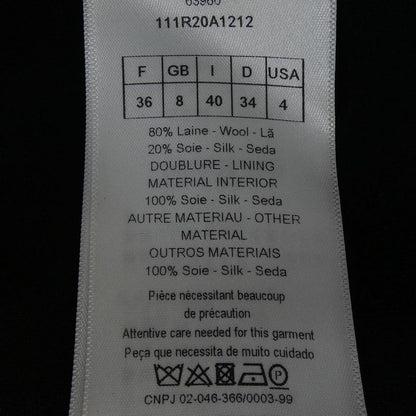 63960
111R20A1212
F GB I D USA
36 8 40 34 4
80% Laine - Wool - Lã
20% Soie - Silk - Seda
DOUBLURE - LINING
MATERIAL INTERIOR
100% Soie - Silk - Seda
AUTRE MATERIAU - OTHER
MATERIAL
OUTROS MATERIAIS
100% Soie - Silk - Seda
Pièce nécessitant beaucoup
de précaution
Attentive care needed for this garment
Peça que necessita de muito cuidado
P
CNPJ 02-046-366/0003-99